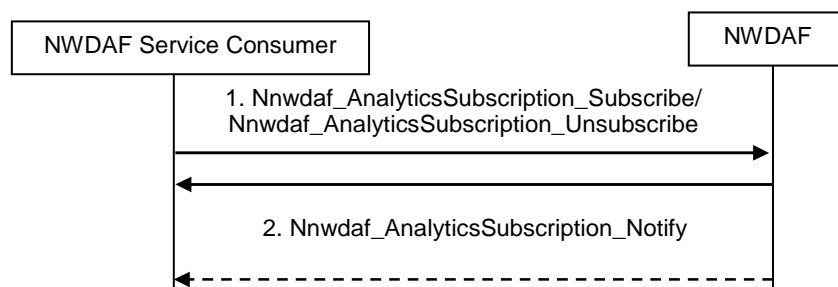 NWDAF Service Consumer
NWDAF
1. Nnwdaf_AnalyticsSubscription_Subscribe/
Nnwdaf_AnalyticsSubscription_Unsubscribe
2. Nnwdaf_AnalyticsSubscription_Notify